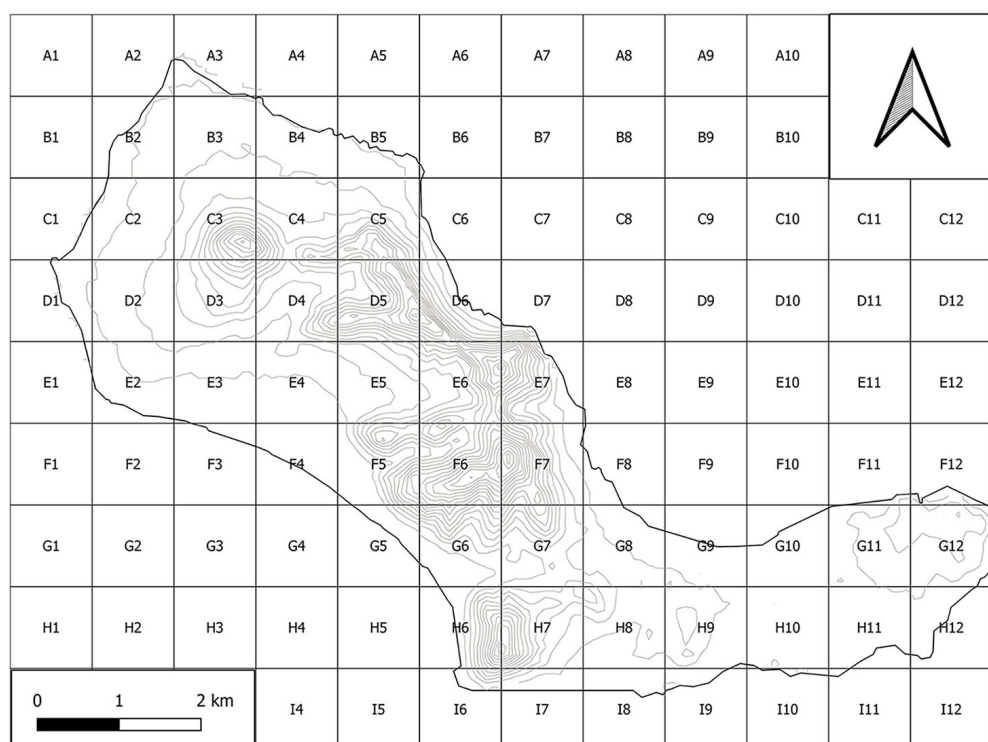 A1 A2 A3 A4 A5 A6 A7 A8 A9 A10
B1 B2 B3 B4 B5 B6 B7 B8 B9 B10
C1 C2 C3 C4 C5 C6 C7 C8 C9 C10 C11 C12
D1 D2 D3 D4 D5 D6 D7 D8 D9 D10 D11 D12
E1 E2 E3 E4 E5 E6 E7 E8 E9 E10 E11 E12
F1 F2 F3 F4 F5 F6 F7 F8 F9 F10 F11 F12
G1 G2 G3 G4 G5 G6 G7 G8 G9 G10 G11 G12
H1 H2 H3 H4 H5 H6 H7 H8 H9 H10 H11 H12
0 1 2 km
I4 I5 I6 I7 I8 I9 I10 I11 I12